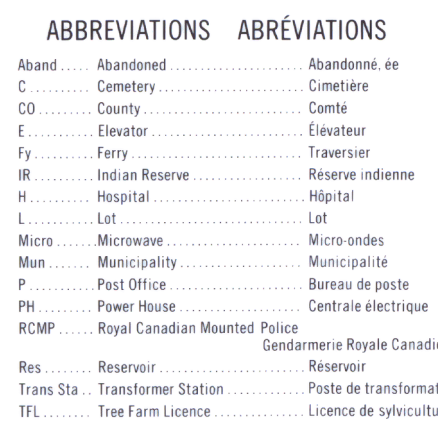 ABBREVIATIONS ABRÉVIATIONS
Aband ..... Abandoned ....................... Abandonné, ée
C .......... Cemetery ......................... Cimetière
CO ......... County ............................ Comté
E ........... Elevator ........................... Élévateur
Fy .......... Ferry .............................. Traversier
IR .......... Indian Reserve ................... Réserve indienne
H ........... Hospital .......................... Hôpital
L ........... Lot ................................ Lot
Micro ....... Microwave ........................ Micro-ondes
Mun ........ Municipality ...................... Municipalité
P ........... Post Office ....................... Bureau de poste
PH ......... Power House ..................... Centrale électrique
RCMP ...... Royal Canadian Mounted Police
Gendarmerie Royale Canadi
Res ........ Reservoir ......................... Réservoir
Trans Sta .. Transformer Station ............. Poste de transformat
TFL ........ Tree Farm Licence ............... Licence de sylvicultu